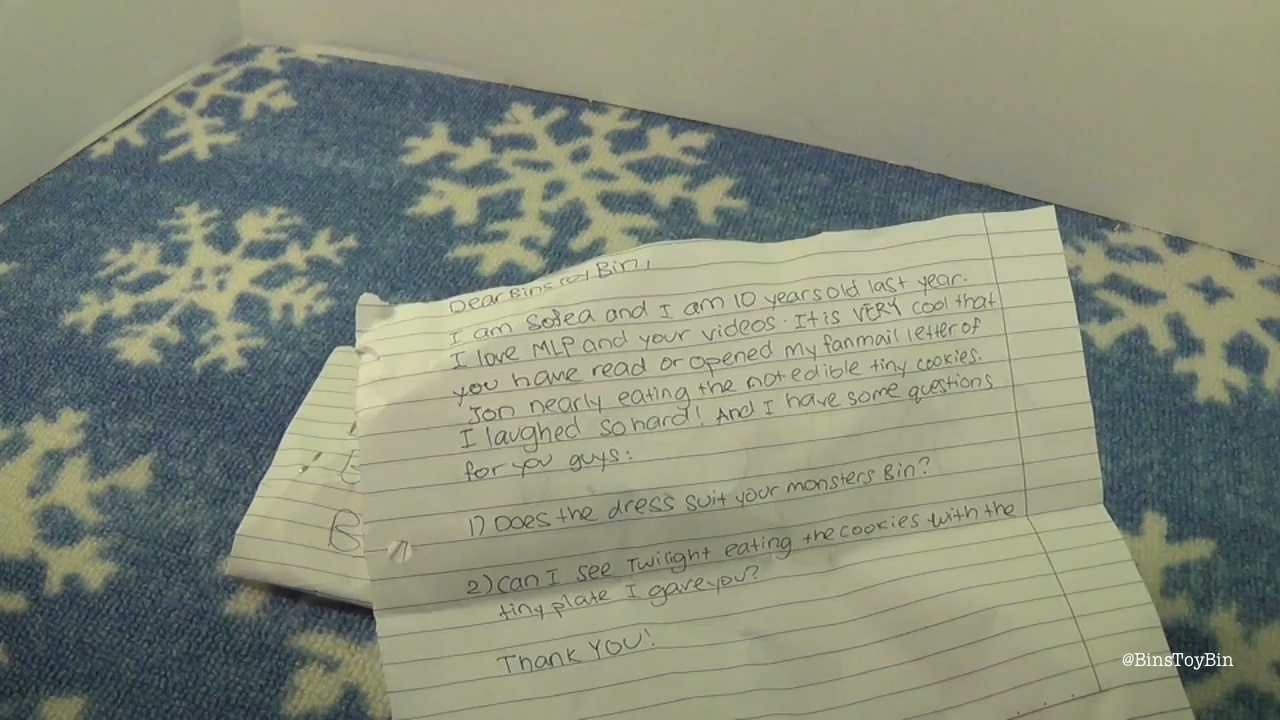 Dear Bins Toy Bin,
I am Sofea and I am 10 years old last year.
I love MLP and your videos. It is VERY cool that
you have read or opened my fanmail letter of
Jon nearly eating the not edible tiny cookies.
I laughed so hard! And I have some questions
for you guys:
1) Does the dress suit your monsters Bin?
2) Can I see Twilight eating the cookies with the
tiny plate I gave you?
Thank YOU!
B
@BinsToyBin